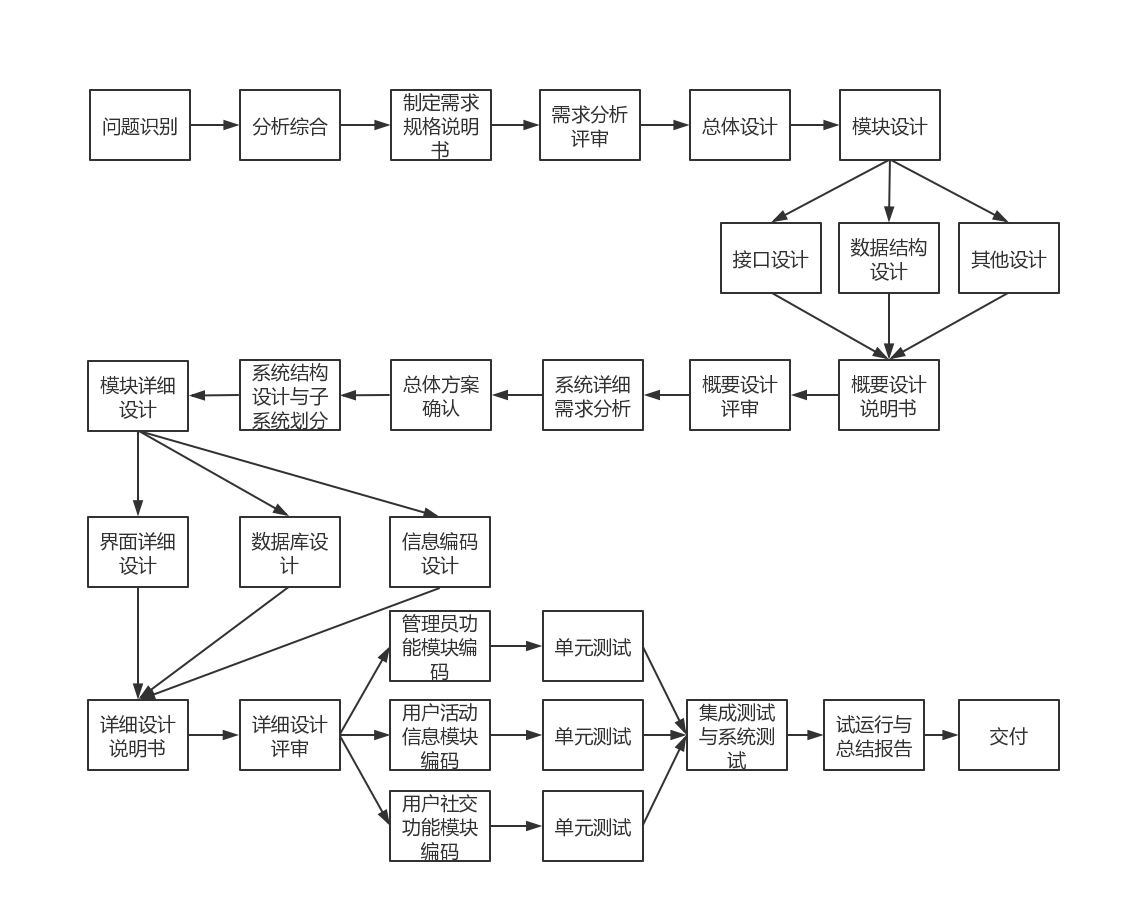 问题识别
分析综合
制定需求
规格说明
书
需求分析
评审
总体设计
模块设计
接口设计
数据结构
设计
其他设计
模块详细
设计
系统结构
设计与子
系统划分
总体方案
确认
系统详细
需求分析
概要设计
评审
概要设计
说明书
界面详细
设计
数据库设
计
信息编码
设计
管理员功
能模块编
码
单元测试
详细设计
说明书
详细设计
评审
用户活动
信息模块
编码
单元测试
集成测试
与系统测
试
试运行与
总结报告
交付
用户社交
功能模块
编码
单元测试